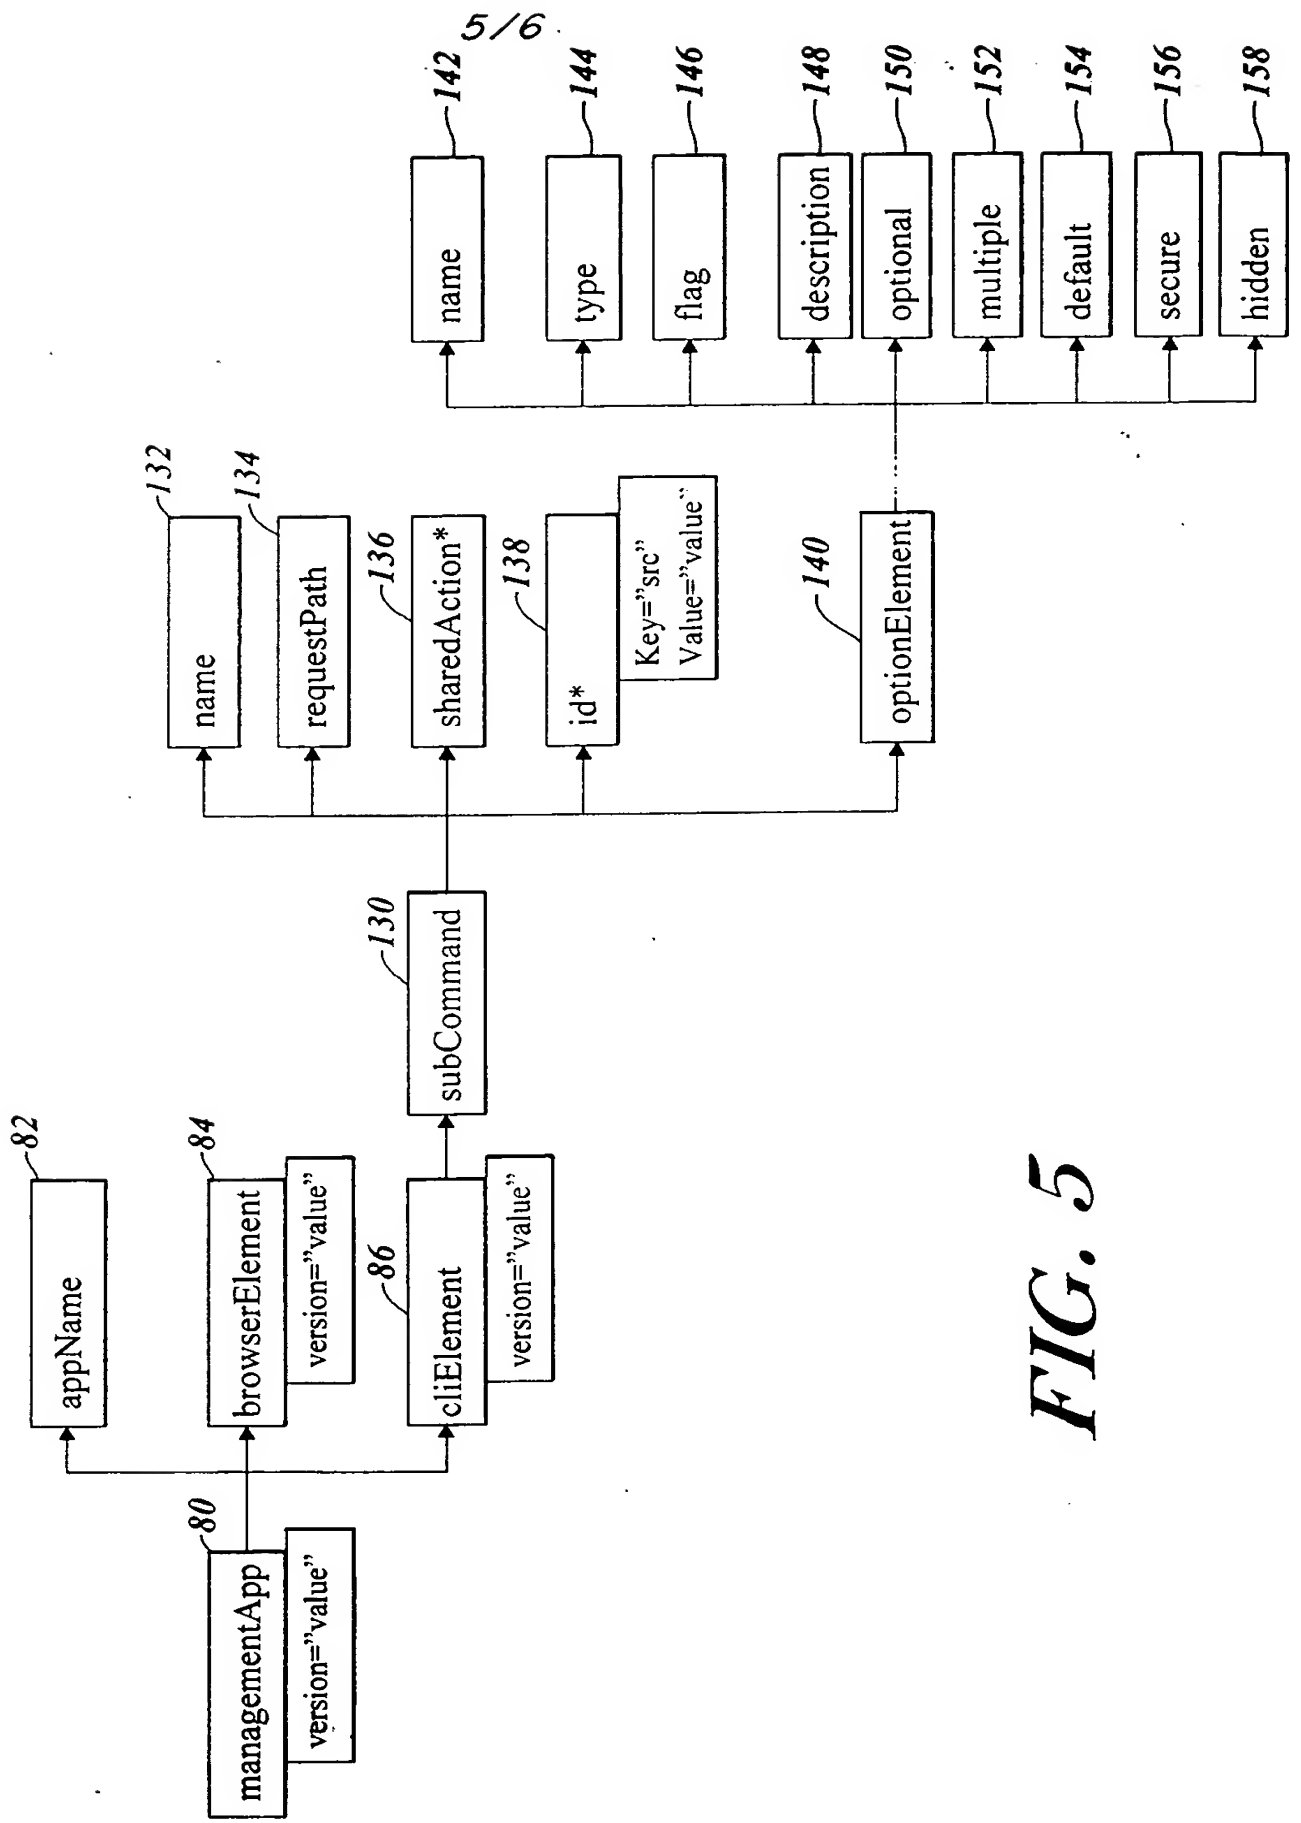 5/6
managementApp
80
version="value"
appName
82
browserElement
84
version="value"
cliElement
86
version="value"
subCommand
130
name
132
requestPath
134
sharedAction*
136
id*
138
Key="src"
Value="value"
optionElement
140
name
142
type
144
flag
146
description
148
optional
150
multiple
152
default
154
secure
156
hidden
158
FIG. 5